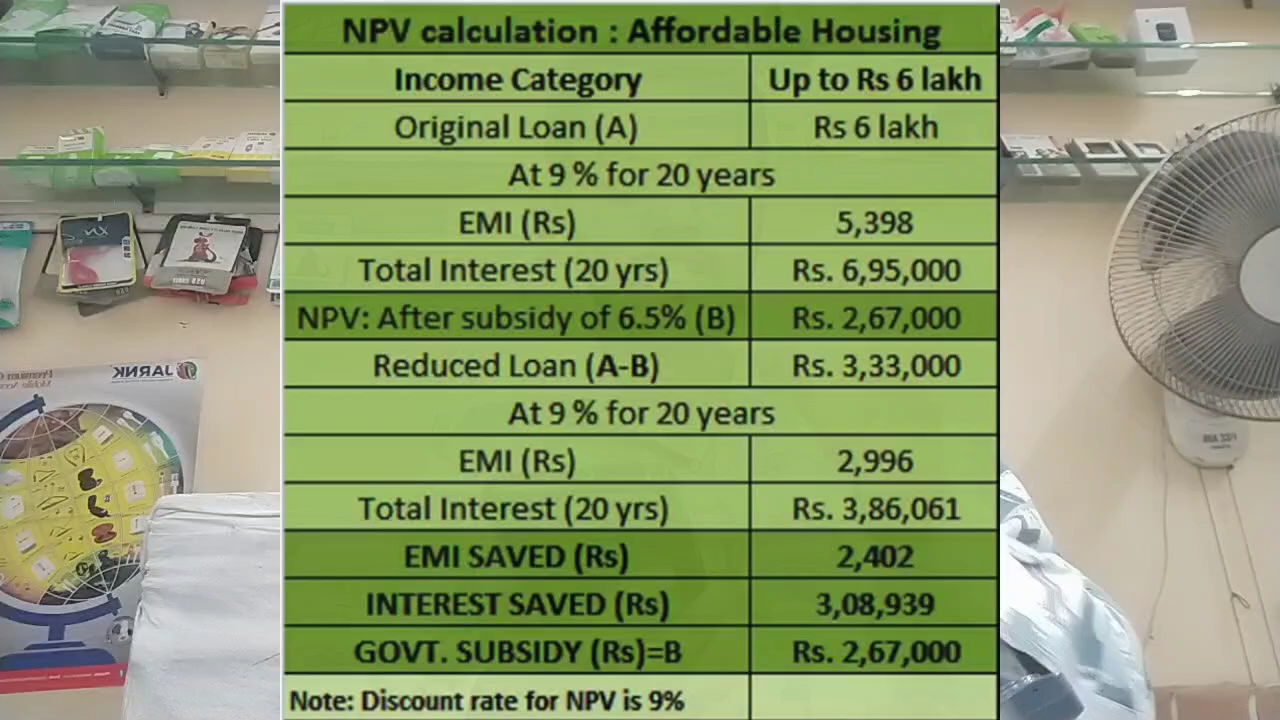 NPV calculation : Affordable Housing
Income Category Up to Rs 6 lakh
Original Loan (A) Rs 6 lakh
At 9 % for 20 years
EMI (Rs) 5,398
Total Interest (20 yrs) Rs. 6,95,000
NPV: After subsidy of 6.5% (B) Rs. 2,67,000
Reduced Loan (A-B) Rs. 3,33,000
At 9 % for 20 years
EMI (Rs) 2,996
Total Interest (20 yrs) Rs. 3,86,061
EMI SAVED (Rs) 2,402
INTEREST SAVED (Rs) 3,08,939
GOVT. SUBSIDY (Rs)=B Rs. 2,67,000
Note: Discount rate for NPV is 9%
JARNK